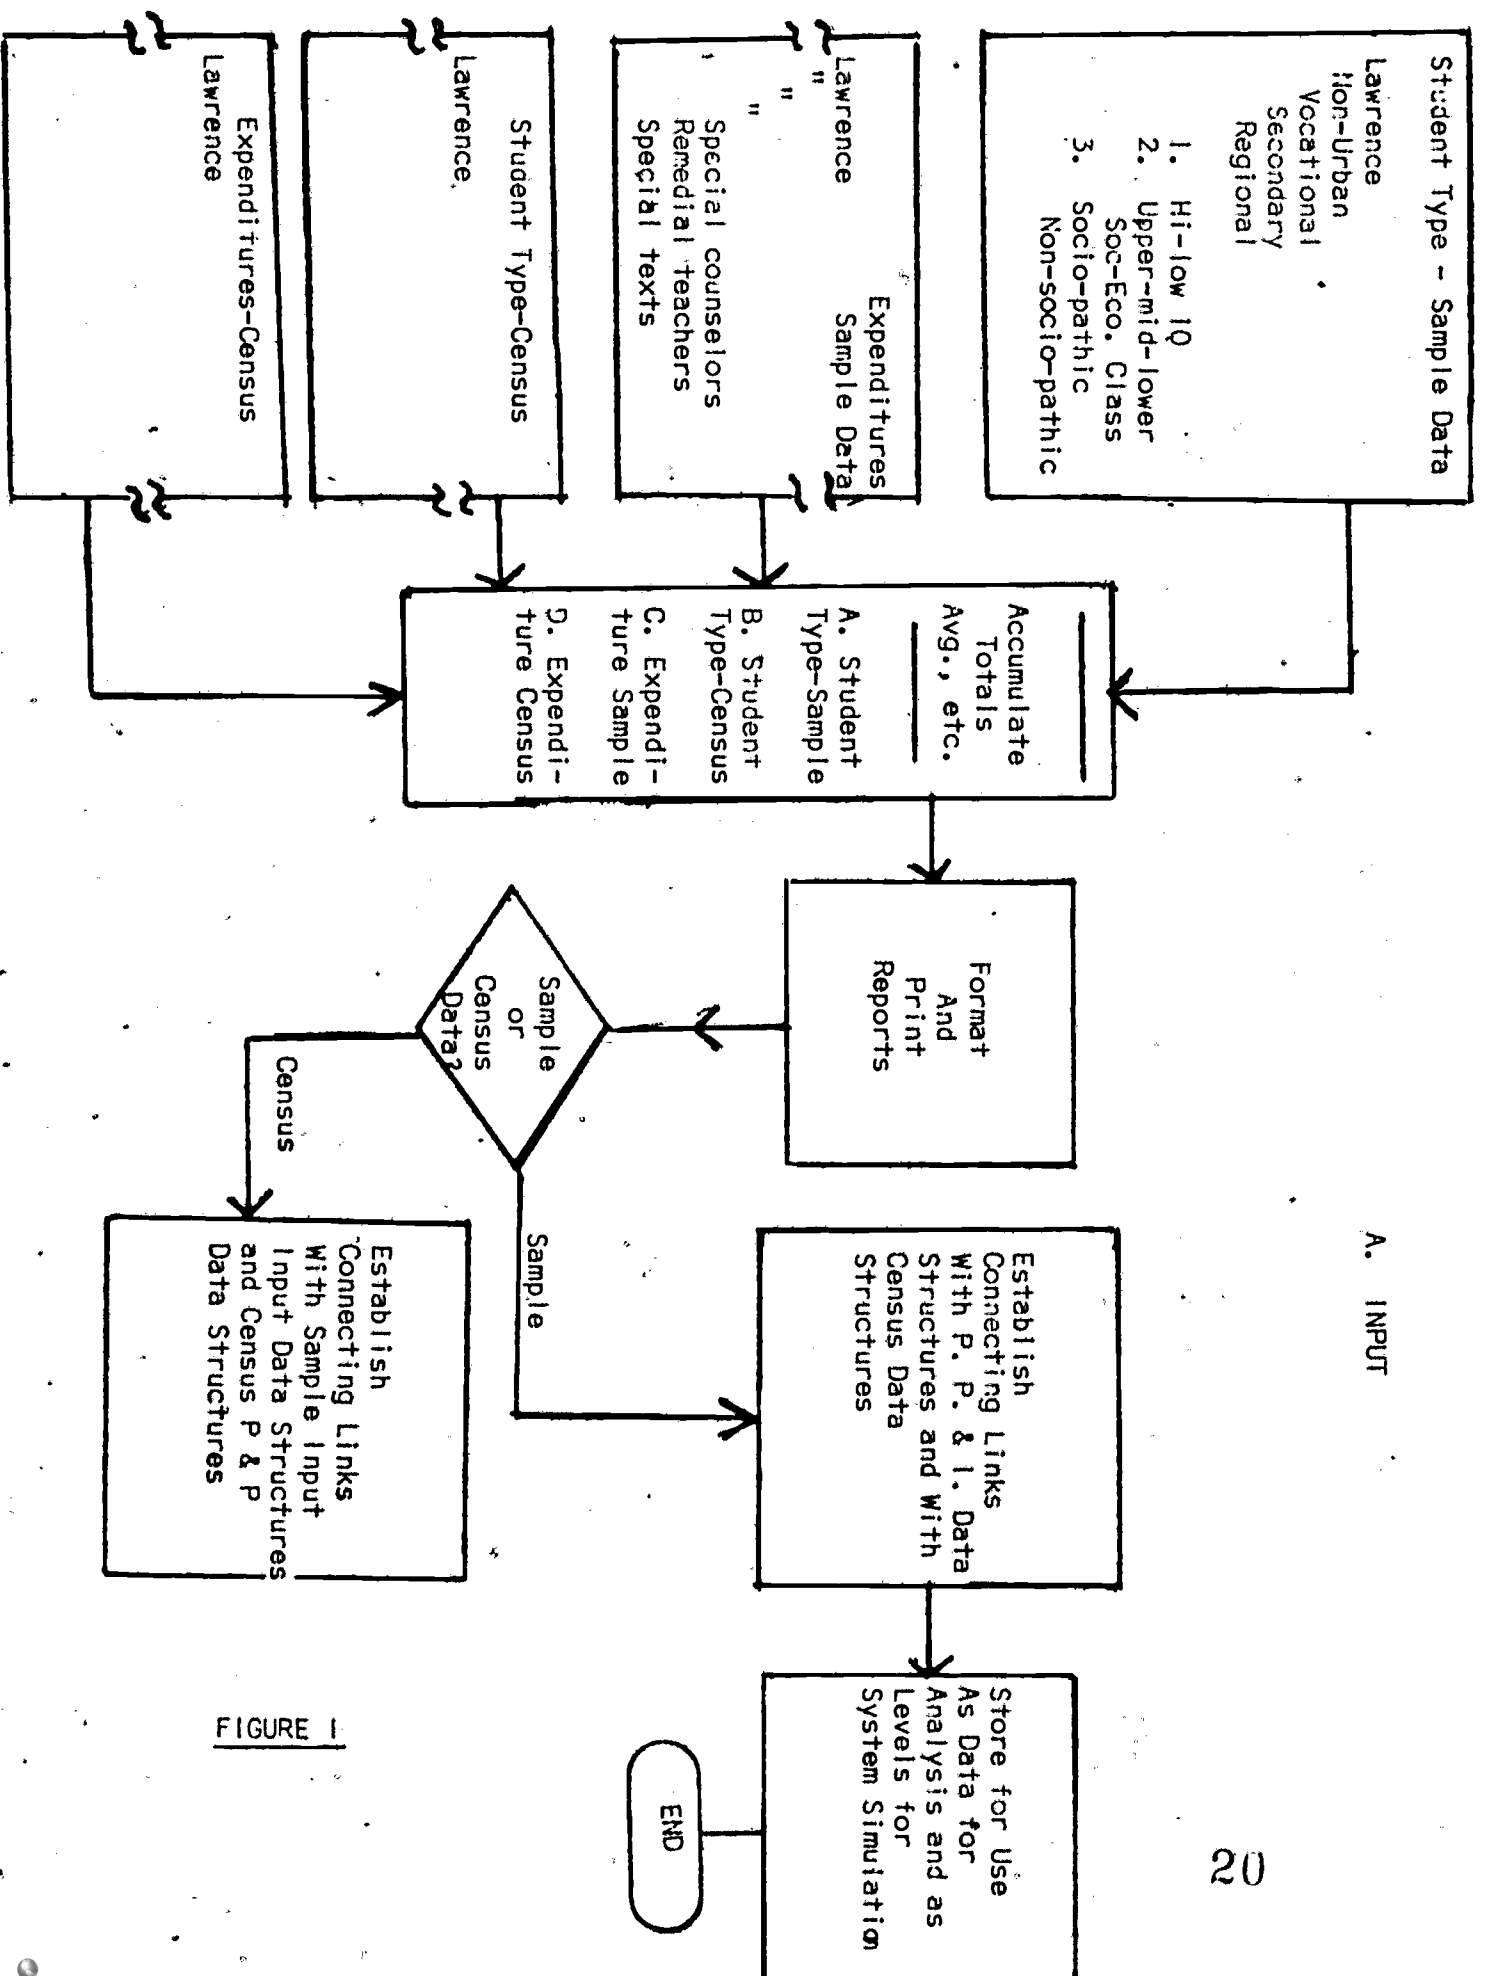 A. INPUT
Student Type - Sample Data
Lawrence
Non-Urban
Vocational
Secondary
Regional
1. Hi-low IQ
2. Upper-mid-lower
Soc-Eco. Class
3. Socio-pathic
Non-socio-pathic
Expenditures
Sample Data
Lawrence
"
"
"
Special counselors
Remedial teachers
Special texts
Student Type-Census
Lawrence
Expenditures-Census
Lawrence
Accumulate
Totals
Avg., etc.
A. Student
Type-Sample
B. Student
Type-Census
C. Expendi-
ture Sample
D. Expendi-
ture Census
Format
And
Print
Reports
Sample
or
Census
Data?
Census
Sample
Establish
Connecting Links
With P. P. & I. Data
Structures and With
Census Data
Structures
Establish
Connecting Links
With Sample Input
Input Data Structures
and Census P & P
Data Structures
Store for Use
As Data for
Analysis and as
Levels for
System Simulation
END
FIGURE 1
20